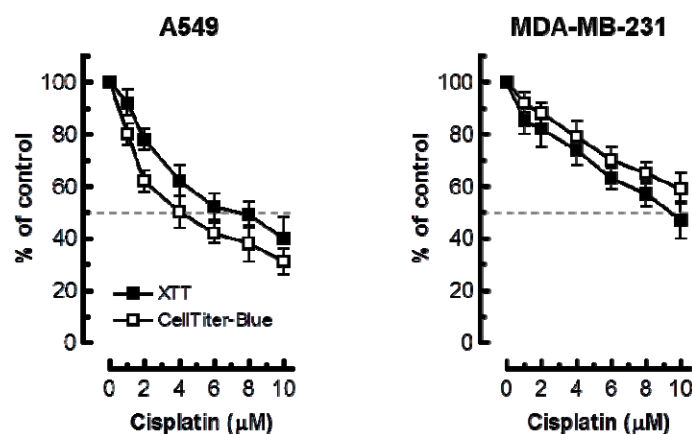 A549
% of control
100
80
60
40
20
0
XTT
CellTiter-Blue
0 2 4 6 8 10
Cisplatin (µM)
MDA-MB-231
% of control
100
80
60
40
20
0
0 2 4 6 8 10
Cisplatin (µM)